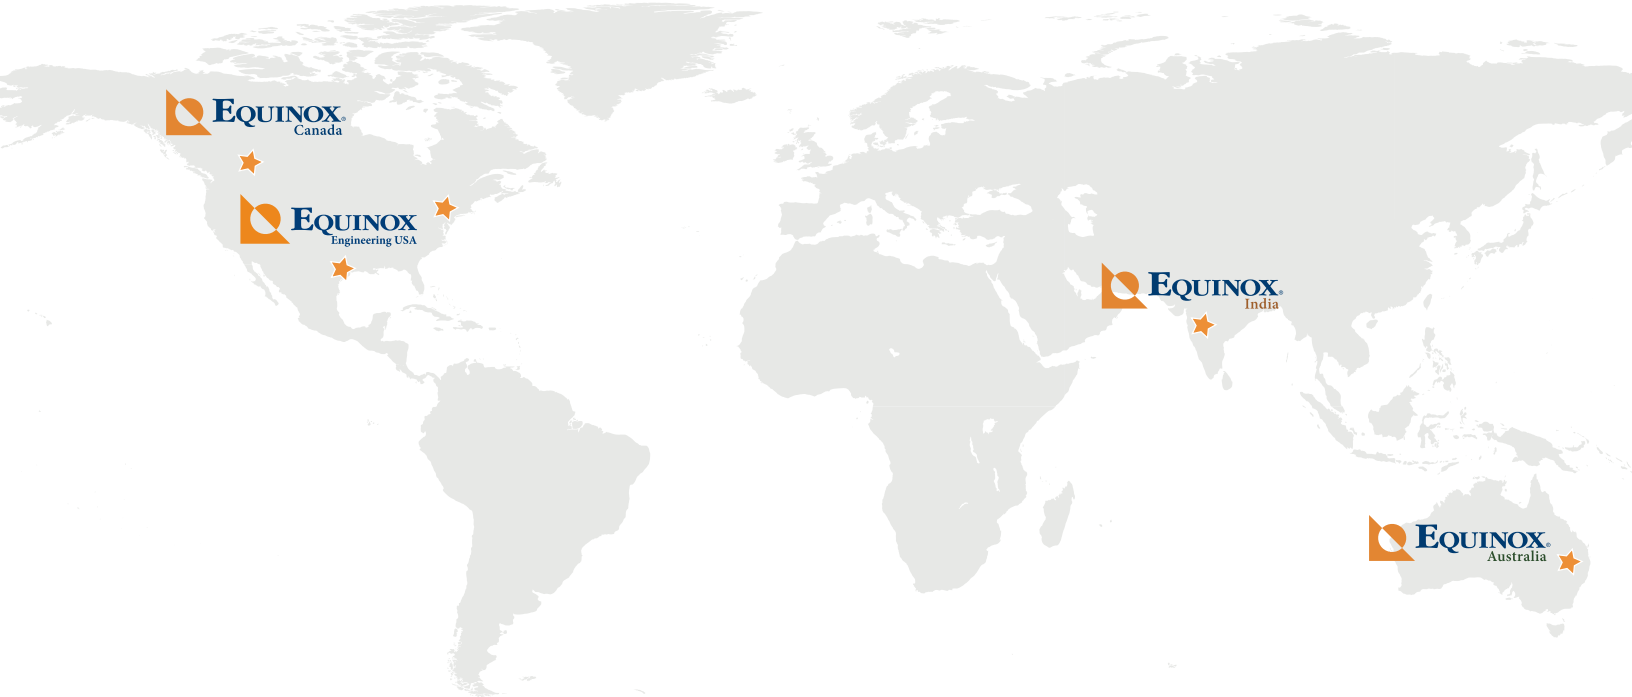 EQUINOX®
Canada
EQUINOX
Engineering USA
EQUINOX®
India
EQUINOX®
Australia